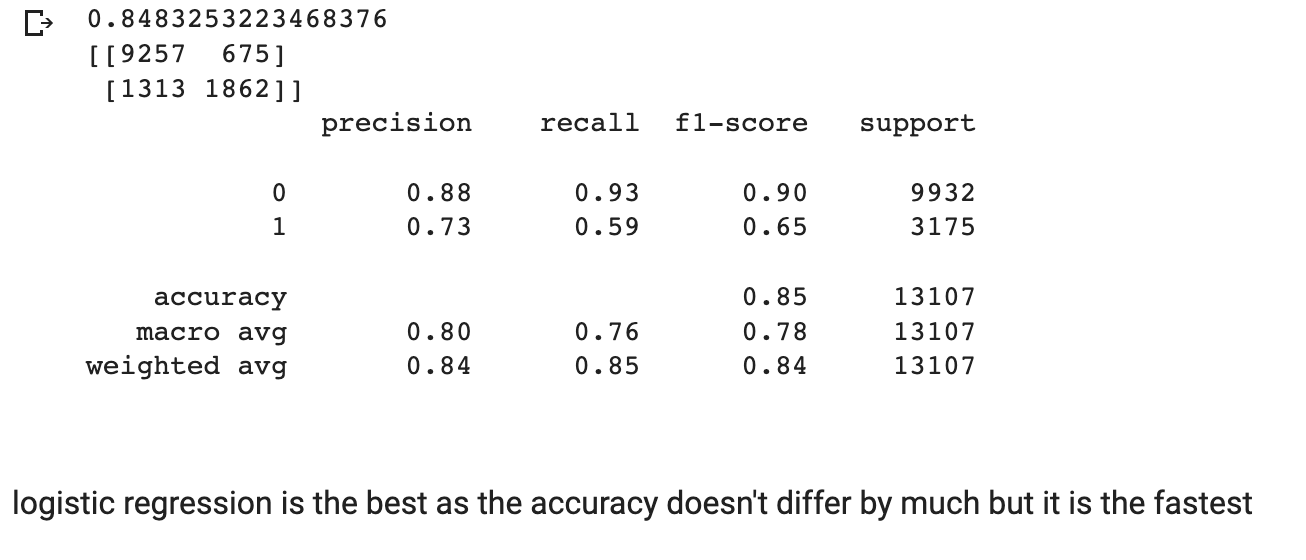 0.8483253223468376
[[9257  675]
 [1313 1862]]
              precision    recall  f1-score   support

           0       0.88      0.93      0.90      9932
           1       0.73      0.59      0.65      3175

    accuracy                           0.85     13107
   macro avg       0.80      0.76      0.78     13107
weighted avg       0.84      0.85      0.84     13107

logistic regression is the best as the accuracy doesn't differ by much but it is the fastest